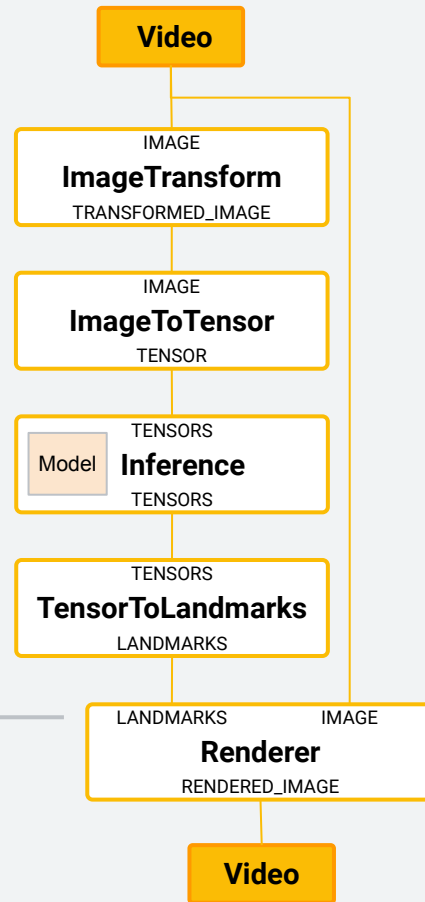 Video
IMAGE
ImageTransform
TRANSFORMED_IMAGE
IMAGE
ImageToTensor
TENSOR
TENSORS
Model Inference
TENSORS
TENSORS
TensorToLandmarks
LANDMARKS
LANDMARKS IMAGE
Renderer
RENDERED_IMAGE
Video